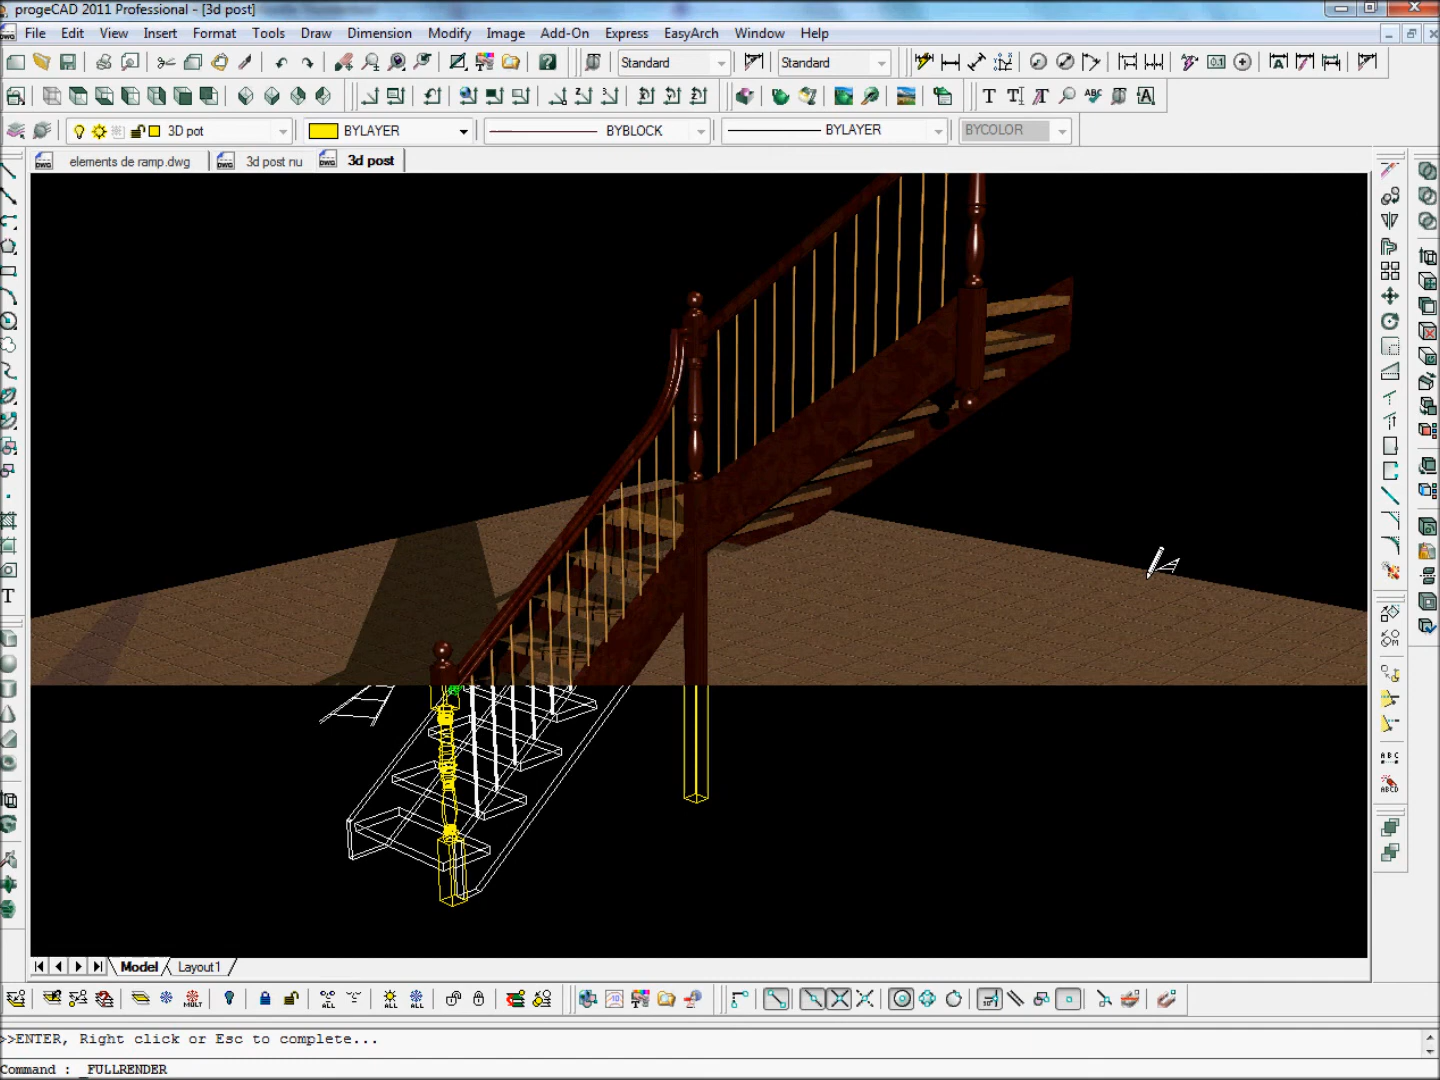 progeCAD 2011 Professional - [3d post]
File Edit View Insert Format Tools Draw Dimension Modify Image Add-On Express EasyArch Window Help
Standard Standard
3D pot BYLAYER BYBLOCK BYLAYER BYCOLOR
elements de ramp.dwg 3d post nu 3d post
Model Layout1
>>ENTER, Right click or Esc to complete...
Command : _FULLRENDER